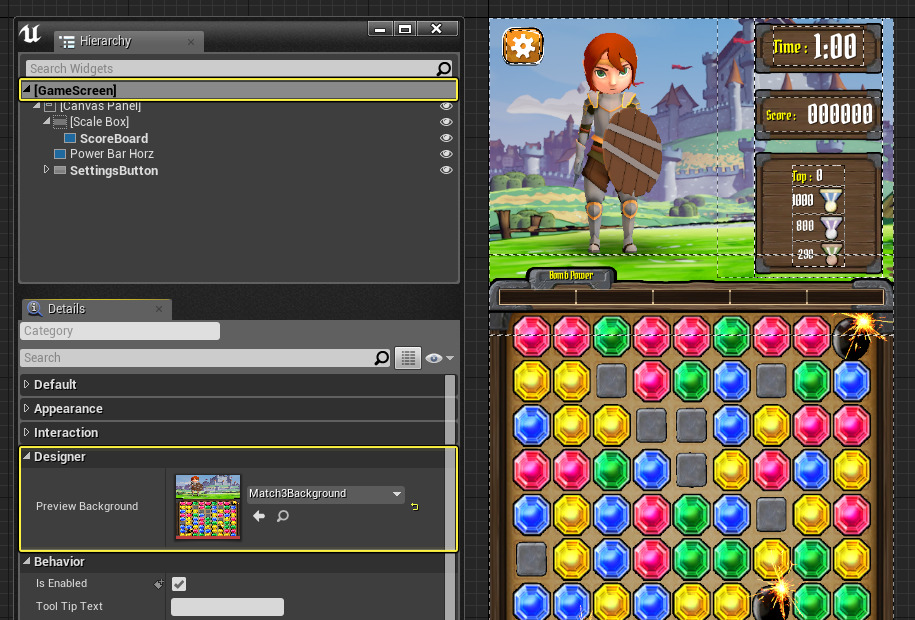 Hierarchy
Search Widgets
[GameScreen]
[Canvas Panel]
[Scale Box]
ScoreBoard
Power Bar Horz
SettingsButton
Details
Category
Search
Default
Appearance
Interaction
Designer
Preview Background
Match3Background
Behavior
Is Enabled
Tool Tip Text
Time : 1:00
Score: 000000
Top : 0
1000
800
Bomb Power